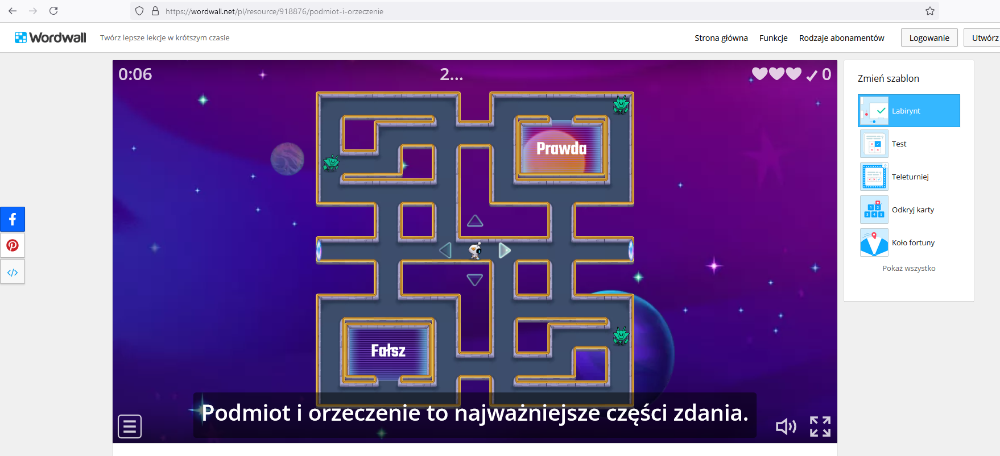 https://wordwall.net/pl/resource/918876/podmiot-i-orzeczenie
Wordwall
Twórz lepsze lekcje w krótszym czasie
Strona główna
Funkcje
Rodzaje abonamentów
Logowanie
Utwórz
0:06
2...
0
Zmień szablon
Labirynt
Test
Teleturniej
Odkryj karty
Koło fortuny
Pokaż wszystko
Prawda
Fałsz
Podmiot i orzeczenie to najważniejsze części zdania.